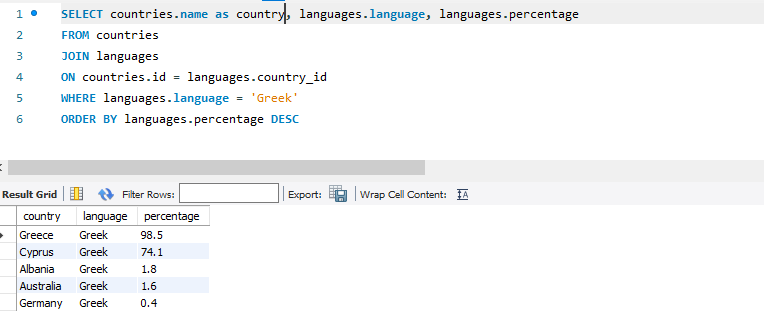 1 SELECT countries.name as country, languages.language, languages.percentage
2 FROM countries
3 JOIN languages
4 ON countries.id = languages.country_id
5 WHERE languages.language = 'Greek'
6 ORDER BY languages.percentage DESC
Result Grid Filter Rows: Export: Wrap Cell Content: IA
country language percentage
Greece Greek 98.5
Cyprus Greek 74.1
Albania Greek 1.8
Australia Greek 1.6
Germany Greek 0.4